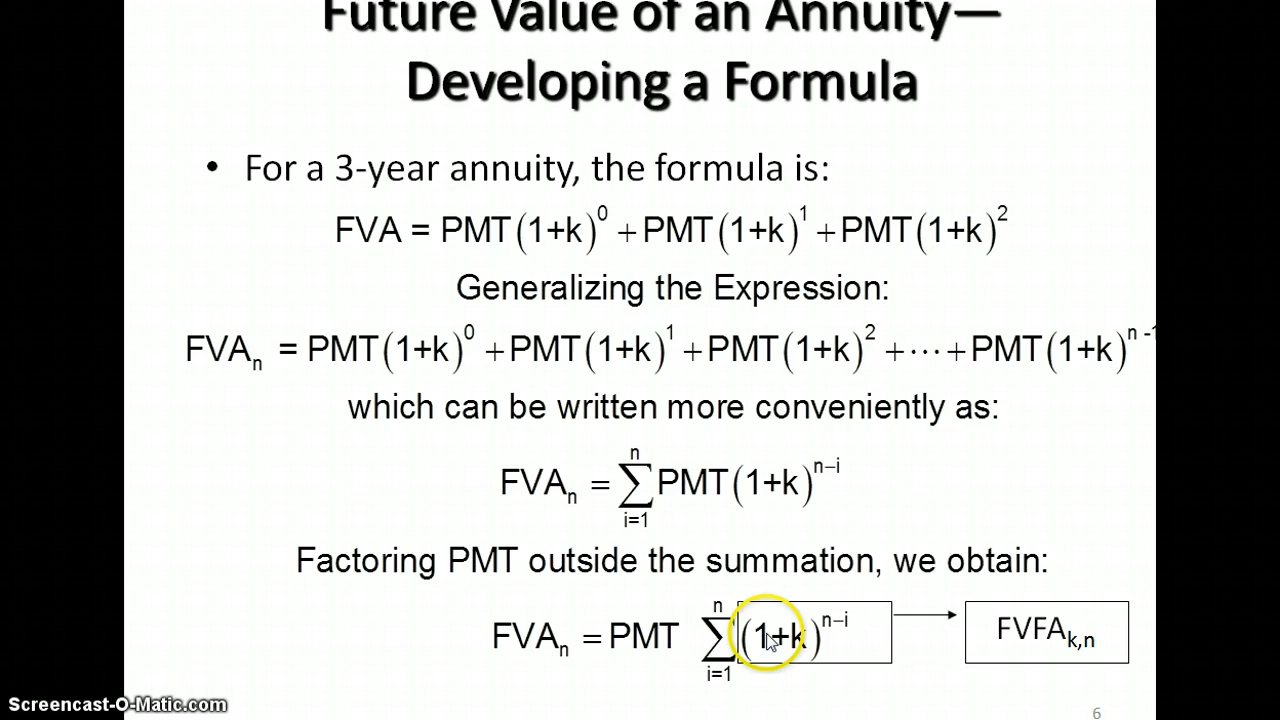 Future Value of an Annuity—
Developing a Formula
• For a 3-year annuity, the formula is:
FVA = PMT(1+k)^0 + PMT(1+k)^1 + PMT(1+k)^2
Generalizing the Expression:
FVA_n = PMT(1+k)^0 + PMT(1+k)^1 + PMT(1+k)^2 + ⋯ + PMT(1+k)^{n -1}
which can be written more conveniently as:
FVA_n = ∑_{i=1}^{n} PMT(1+k)^{n−i}
Factoring PMT outside the summation, we obtain:
FVA_n = PMT ∑_{i=1}^{n} (1+k)^{n−i} → FVFA_{k,n}
Screencast-O-Matic.com
6